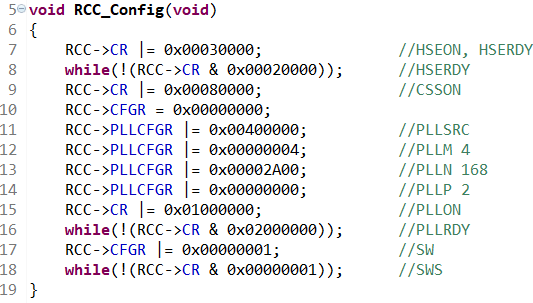 5 void RCC_Config(void)
6 {
7 RCC->CR |= 0x00030000; //HSEON, HSERDY
8 while(!(RCC->CR & 0x00020000)); //HSERDY
9 RCC->CR |= 0x00080000; //CSSON
10 RCC->CFGR = 0x00000000;
11 RCC->PLLCFGR |= 0x00400000; //PLLSRC
12 RCC->PLLCFGR |= 0x00000004; //PLLM 4
13 RCC->PLLCFGR |= 0x00002A00; //PLLN 168
14 RCC->PLLCFGR |= 0x00000000; //PLLP 2
15 RCC->CR |= 0x01000000; //PLLON
16 while(!(RCC->CR & 0x02000000)); //PLLRDY
17 RCC->CFGR |= 0x00000001; //SW
18 while(!(RCC->CR & 0x00000001)); //SWS
19 }